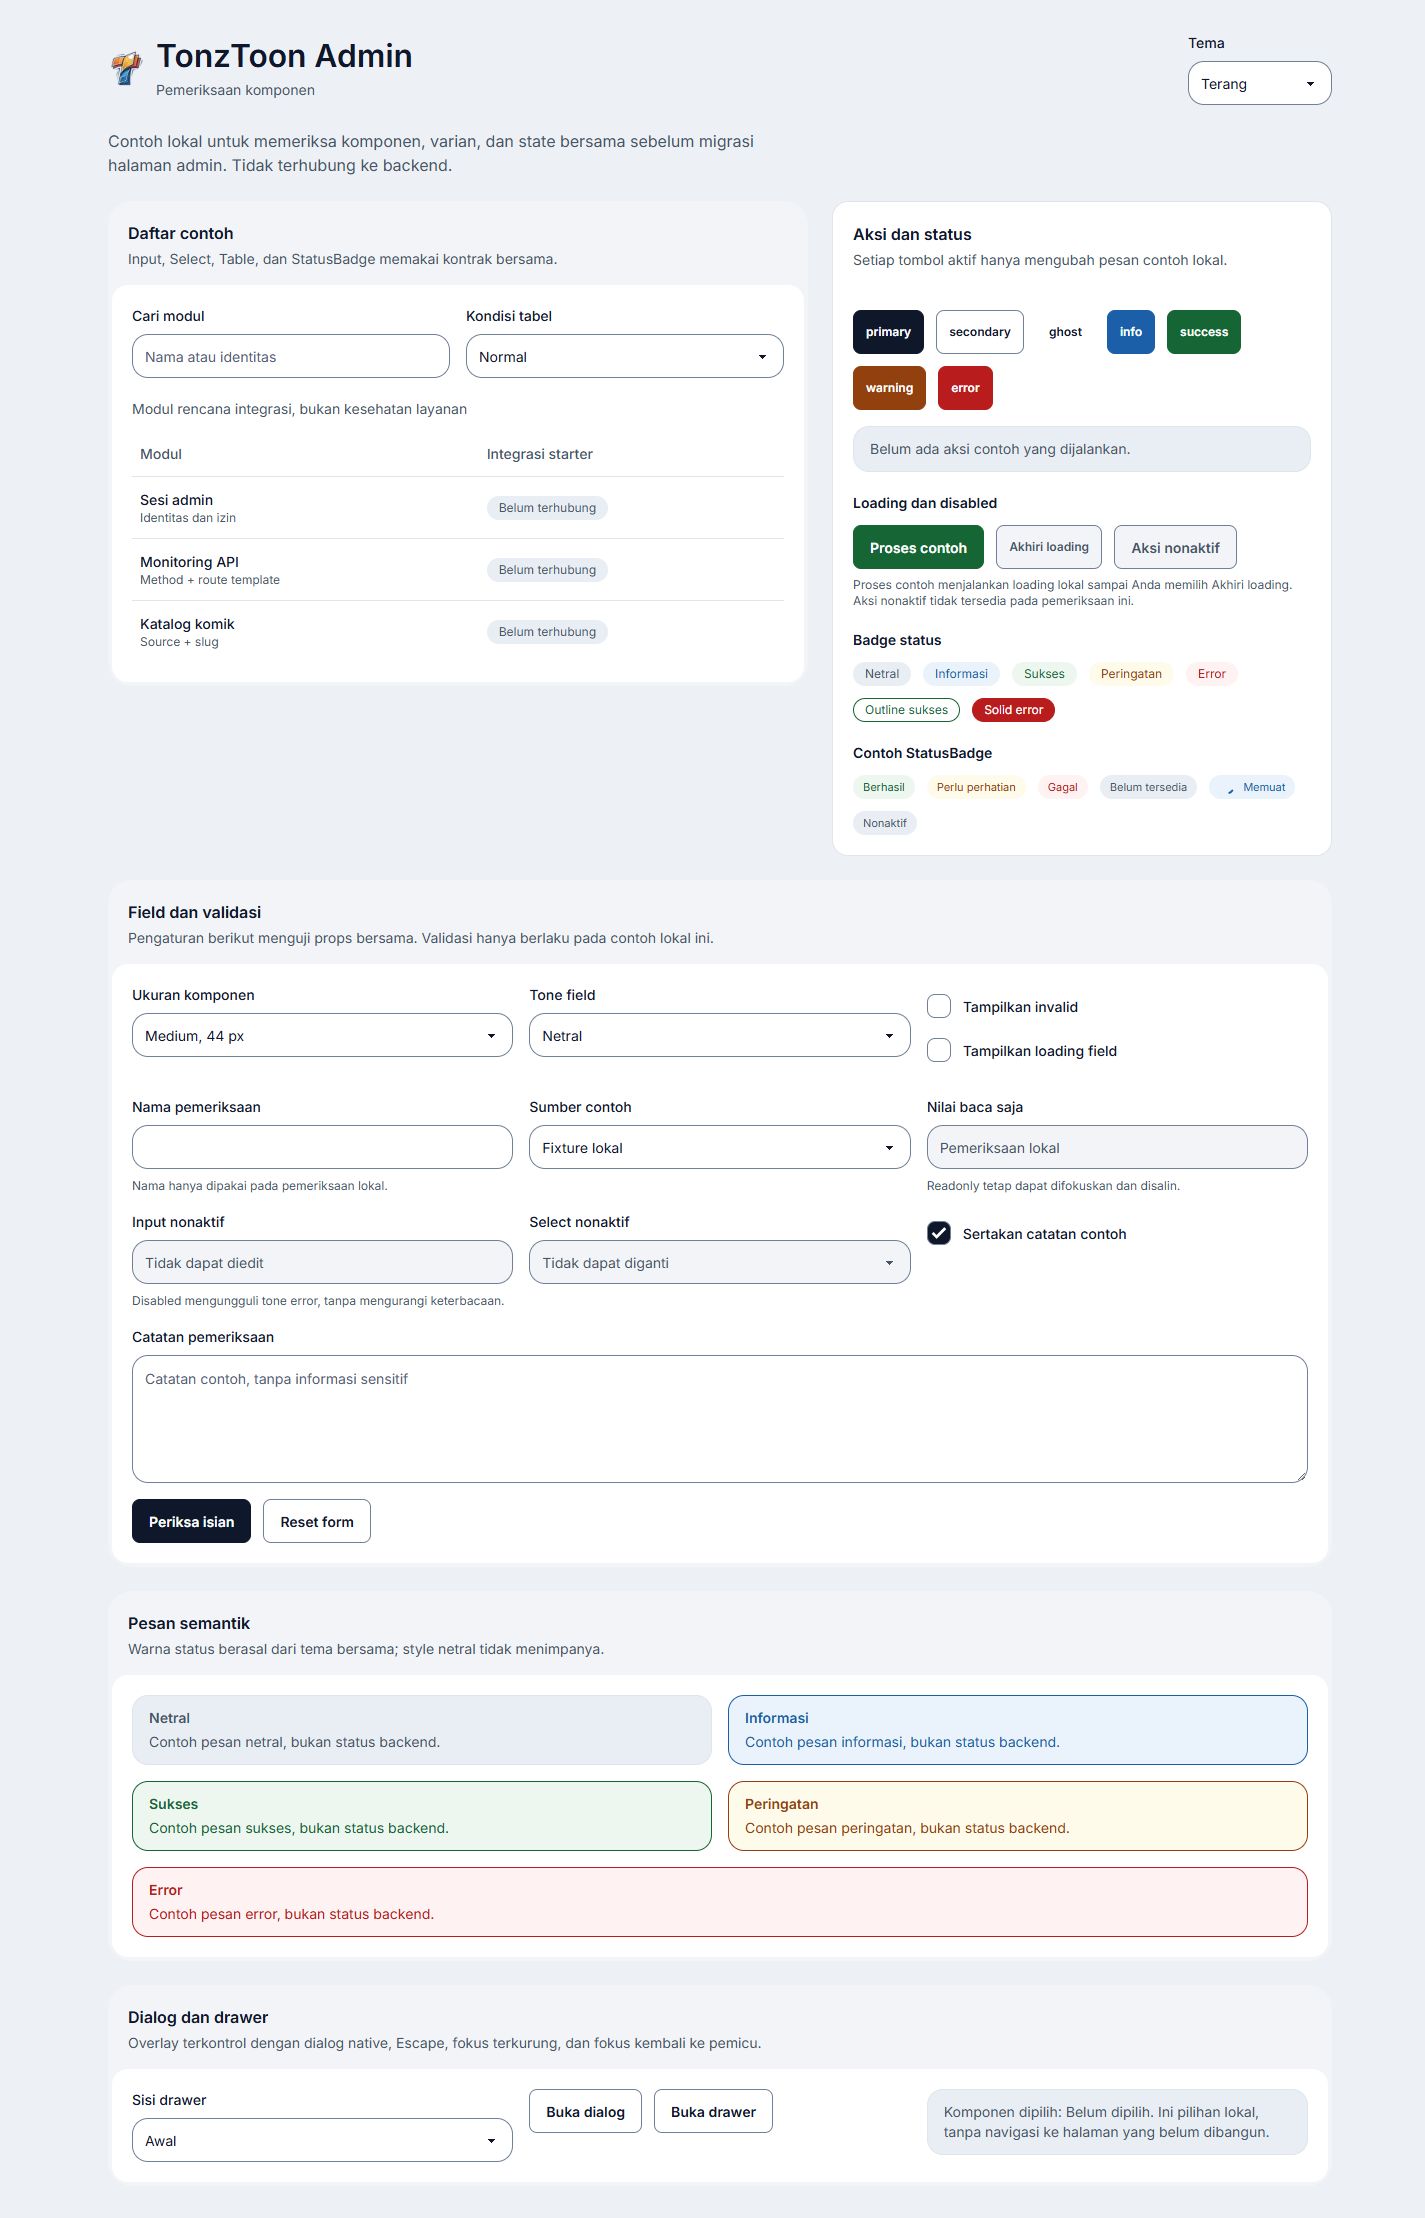 TonzToon Admin
Pemeriksaan komponen
Tema
Terang
Contoh lokal untuk memeriksa komponen, varian, dan state bersama sebelum migrasi
halaman admin. Tidak terhubung ke backend.
Daftar contoh
Input, Select, Table, dan StatusBadge memakai kontrak bersama.
Cari modul
Kondisi tabel
Nama atau identitas
Normal
Modul rencana integrasi, bukan kesehatan layanan
Modul
Integrasi starter
Sesi admin
Identitas dan izin
Belum terhubung
Monitoring API
Method + route template
Belum terhubung
Katalog komik
Source + slug
Belum terhubung
Aksi dan status
Setiap tombol aktif hanya mengubah pesan contoh lokal.
primary
secondary
ghost
info
success
warning
error
Belum ada aksi contoh yang dijalankan.
Loading dan disabled
Proses contoh
Akhiri loading
Aksi nonaktif
Proses contoh menjalankan loading lokal sampai Anda memilih Akhiri loading.
Aksi nonaktif tidak tersedia pada pemeriksaan ini.
Badge status
Netral
Informasi
Sukses
Peringatan
Error
Outline sukses
Solid error
Contoh StatusBadge
Berhasil
Perlu perhatian
Gagal
Belum tersedia
Memuat
Nonaktif
Field dan validasi
Pengaturan berikut menguji props bersama. Validasi hanya berlaku pada contoh lokal ini.
Ukuran komponen
Tone field
Medium, 44 px
Netral
Tampilkan invalid
Tampilkan loading field
Nama pemeriksaan
Sumber contoh
Nilai baca saja
Fixture lokal
Pemeriksaan lokal
Nama hanya dipakai pada pemeriksaan lokal.
Readonly tetap dapat difokuskan dan disalin.
Input nonaktif
Select nonaktif
Tidak dapat diedit
Tidak dapat diganti
Sertakan catatan contoh
Disabled mengungguli tone error, tanpa mengurangi keterbacaan.
Catatan pemeriksaan
Catatan contoh, tanpa informasi sensitif
Periksa isian
Reset form
Pesan semantik
Warna status berasal dari tema bersama; style netral tidak menimpanya.
Netral
Contoh pesan netral, bukan status backend.
Informasi
Contoh pesan informasi, bukan status backend.
Sukses
Contoh pesan sukses, bukan status backend.
Peringatan
Contoh pesan peringatan, bukan status backend.
Error
Contoh pesan error, bukan status backend.
Dialog dan drawer
Overlay terkontrol dengan dialog native, Escape, fokus terkurung, dan fokus kembali ke pemicu.
Sisi drawer
Awal
Buka dialog
Buka drawer
Komponen dipilih: Belum dipilih. Ini pilihan lokal,
tanpa navigasi ke halaman yang belum dibangun.